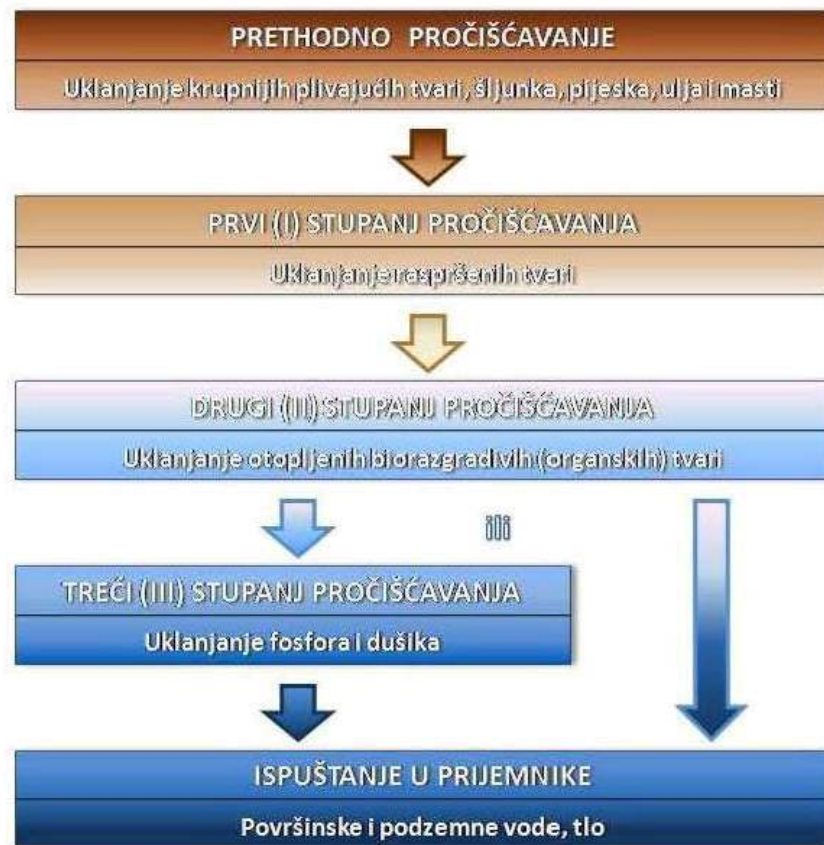 PRETHODNO PROČIŠĆAVANJE
Uklanjanje krupnijih plivajućih tvari, šljunka, pijeska, ulja i masti
PRVI (I) STUPANJ PROČIŠĆAVANJA
Uklanjanje raspršenih tvari
DRUGI (II) STUPANJ PROČIŠĆAVANJA
Uklanjanje otopljenih biorazgradivih (organskih) tvari
ili
TREĆI (III) STUPANJ PROČIŠĆAVANJA
Uklanjanje fosfora i dušika
ISPUŠTANJE U PRIJEMNIKE
Površinske i podzemne vode, tlo